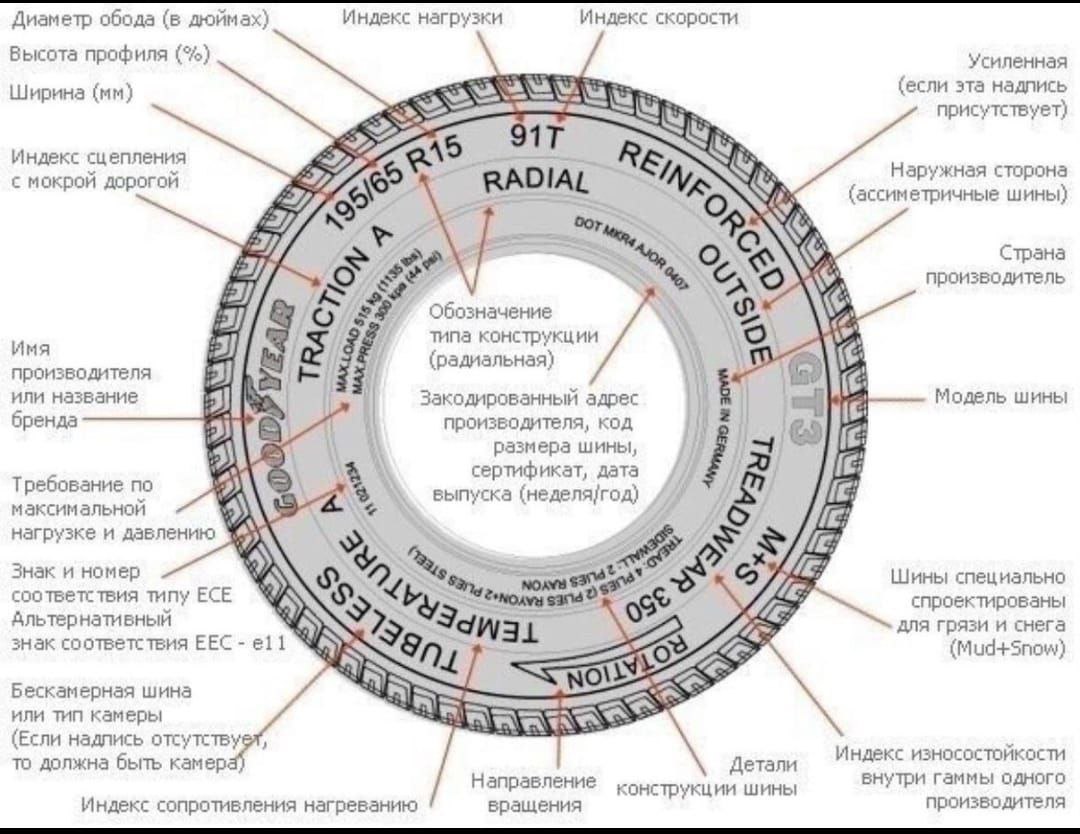 Диаметр обода (в дюймах)
Высота профиля (%)
Ширина (мм)
Индекс сцепления
с мокрой дорогой
Имя
производителя
или название
бренда
Требование по
максимальной
нагрузке и давлению
Знак и номер
соответствия типу ECE
Альтернативный
знак соответствия EEC - e11
Бескамерная шина
или тип камеры
(Если надпись отсутствует,
то должна быть камера)
Индекс сопротивления нагреванию
Индекс нагрузки
Индекс скорости
Усиленная
(если эта надпись
присутствует)
Наружная сторона
(ассиметричные шины)
Страна
производитель
Модель шины
Шины специально
спроектированы
для грязи и снега
(Mud+Snow)
Индекс износостойкости
внутри гаммы одного
производителя
Детали
конструкции шины
Направление
вращения
Обозначение
типа конструкции
(радиальная)
Закодированный адрес
производителя, код
размера шины,
сертификат, дата
выпуска (неделя/год)
195/65 R15
91T
REINFORCED
RADIAL
OUTSIDE
DOT MKR4 AJOR 0407
TRACTION A
MAX.LOAD 515 kg (1135 lbs)
MAX.PRESS 300 kpa (44 psi)
GOODYEAR
GT3
MADE IN GERMANY
TREADWEAR 350
M+S
TREAD: 4 PLIES (2 PLIES RAYON+2 PLIES STEEL)
SIDEWALL: 2 PLIES RAYON
ROTATION
TEMPERATURE A
TUBELESS
11 021234